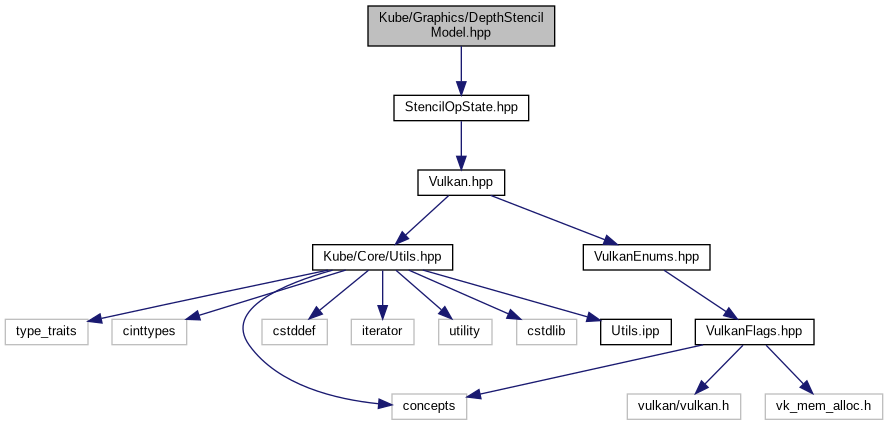 Kube/Graphics/DepthStencil
Model.hpp
StencilOpState.hpp
Vulkan.hpp
Kube/Core/Utils.hpp
VulkanEnums.hpp
type_traits
cinttypes
cstddef
iterator
utility
cstdlib
Utils.ipp
VulkanFlags.hpp
concepts
vulkan/vulkan.h
vk_mem_alloc.h